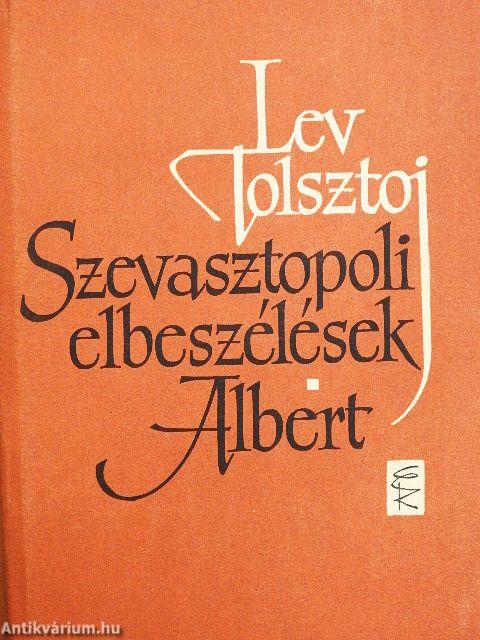 Lev
Tolsztoj
Szevasztopoli
elbeszélések
Albert
Antikvárium.hu